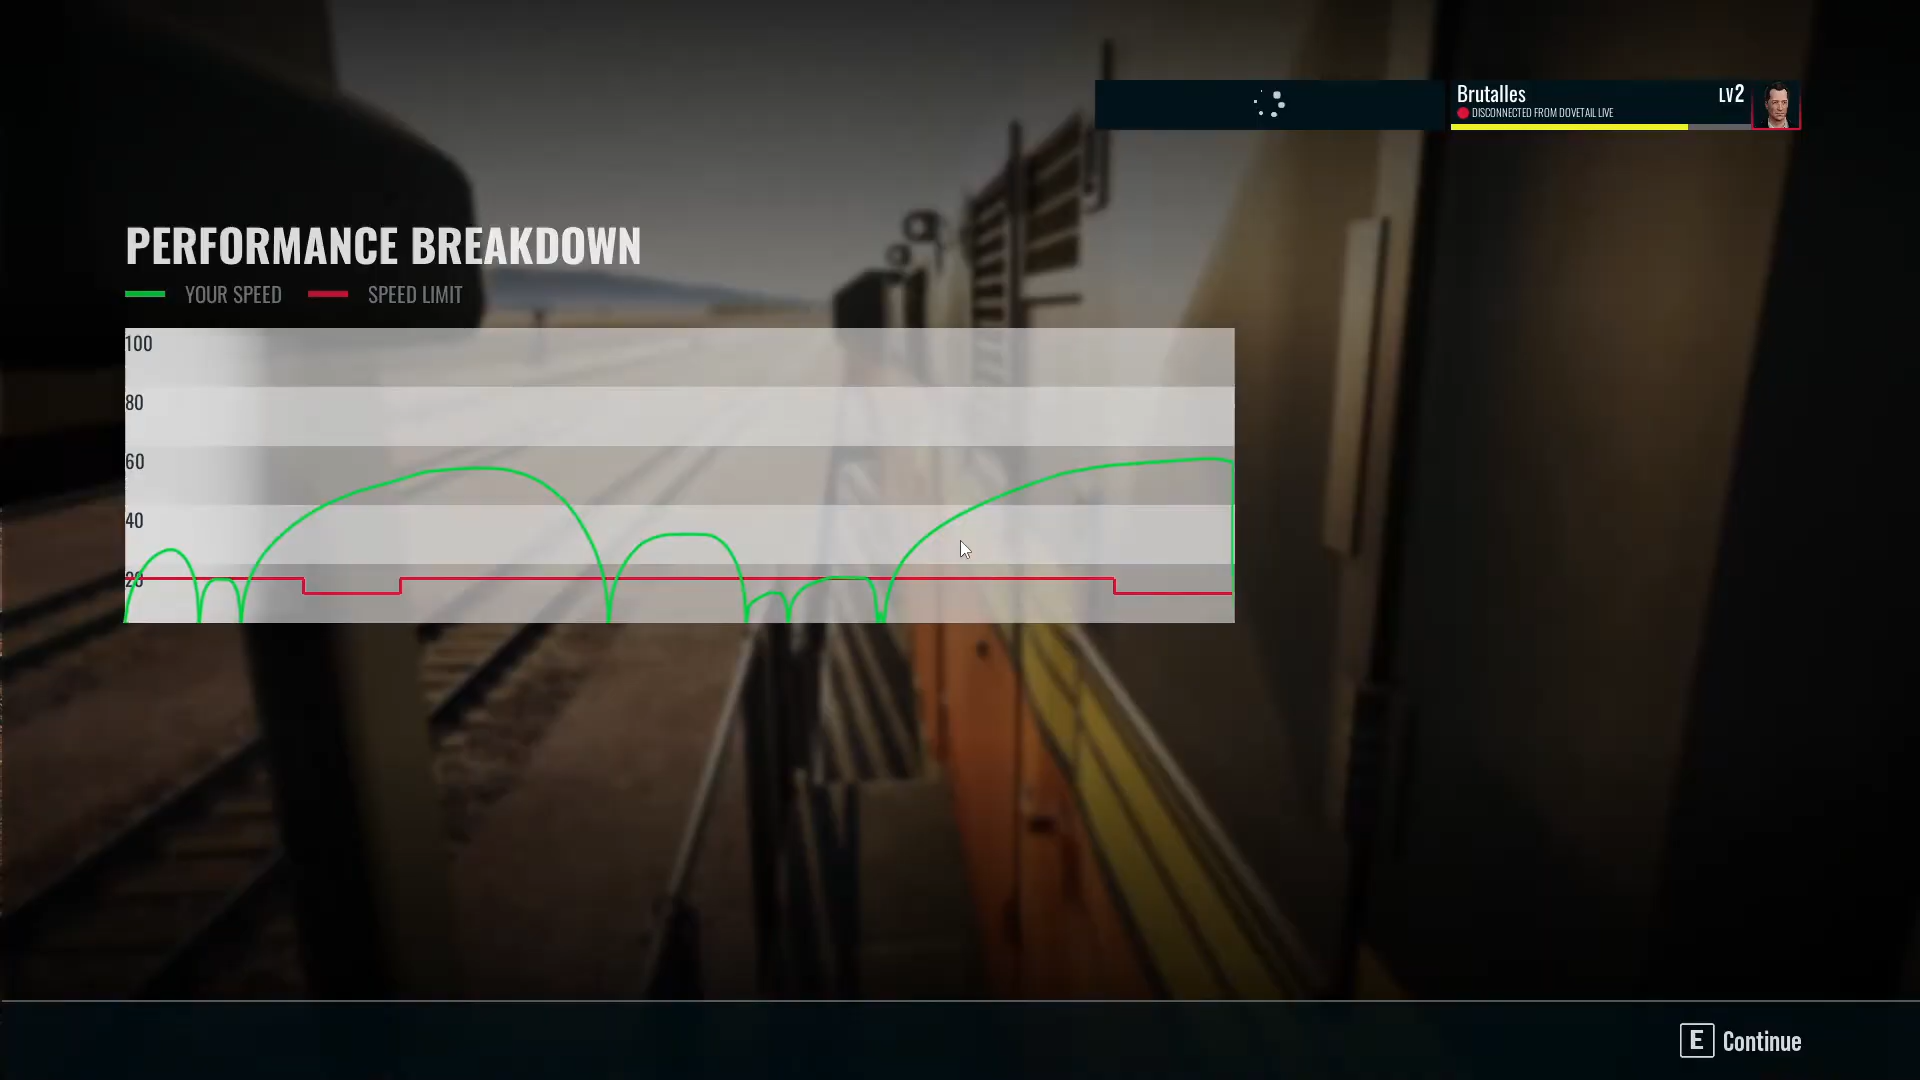 Brutalles
LV2
DISCONNECTED FROM DOVETAIL LIVE
PERFORMANCE BREAKDOWN
YOUR SPEED
SPEED LIMIT
100
80
60
40
20
E Continue